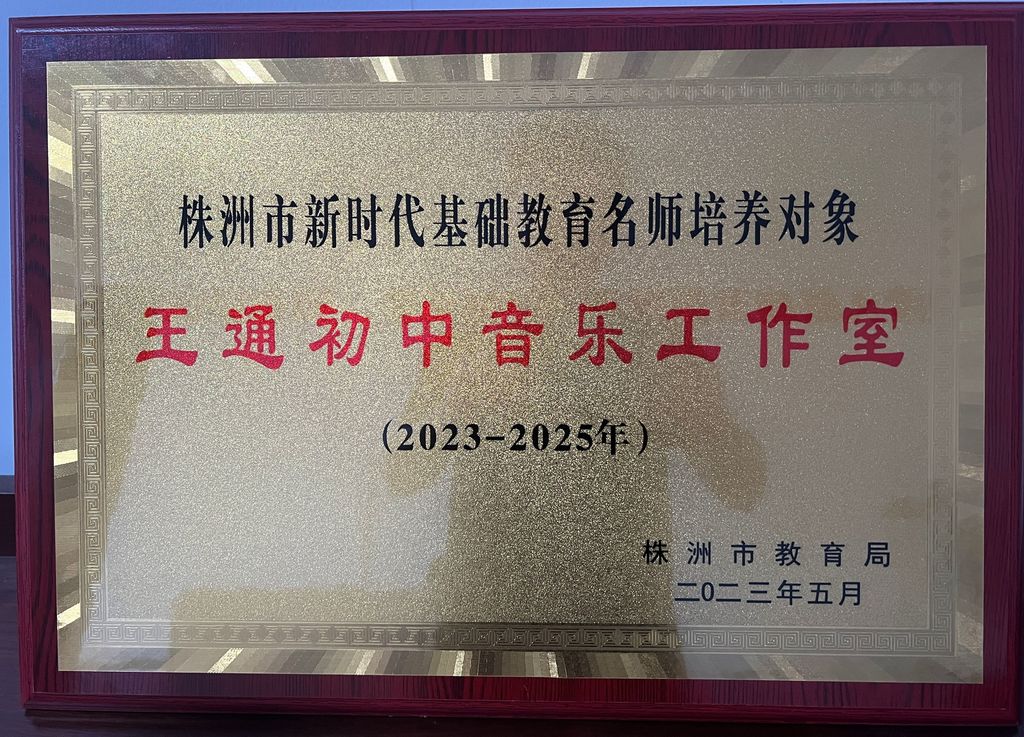 株洲市新时代基础教育名师培养对象
王通初中音乐工作室
(2023-2025年)
株洲市教育局
二0二三年五月